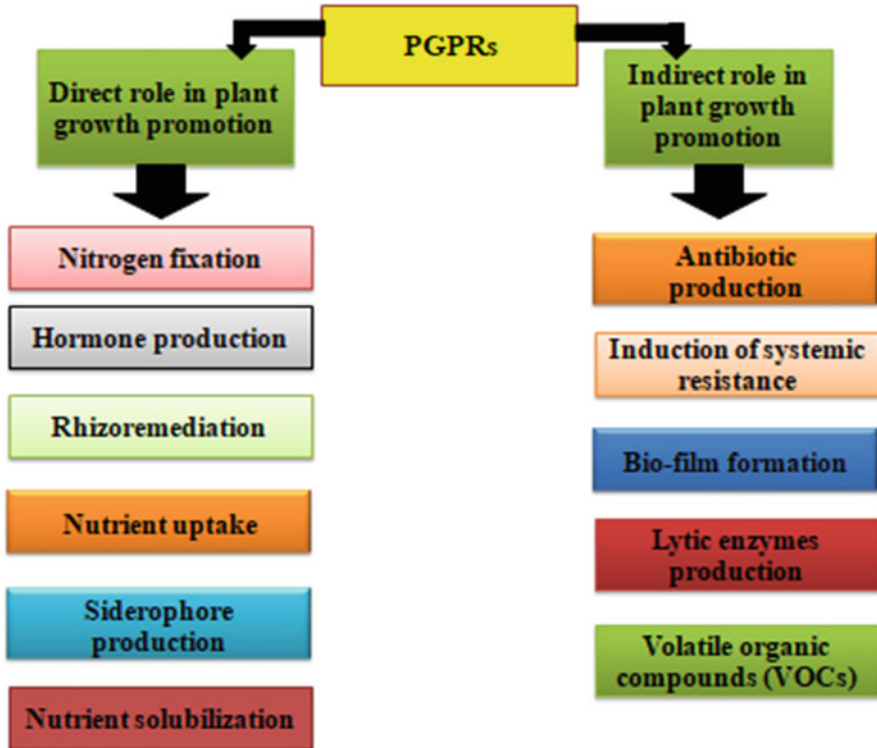 PGPRs
Direct role in plant
growth promotion
Nitrogen fixation
Hormone production
Rhizoremediation
Nutrient uptake
Siderophore
production
Nutrient solubilization
Indirect role in
plant growth
promotion
Antibiotic
production
Induction of systemic
resistance
Bio-film formation
Lytic enzymes
production
Volatile organic
compounds (VOCs)